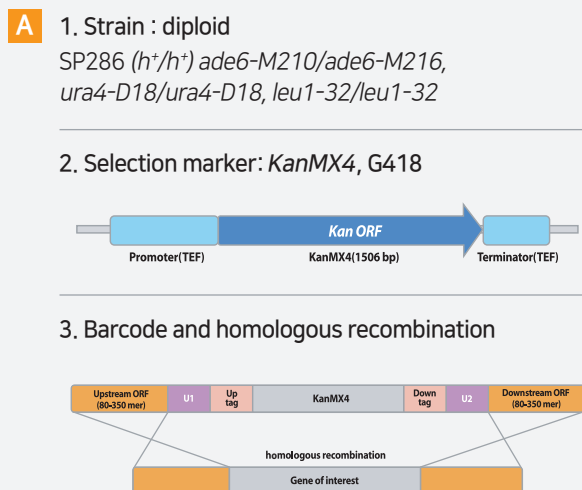 A
1. Strain : diploid
SP286 (h⁺/h⁺) ade6-M210/ade6-M216,
ura4-D18/ura4-D18, leu1-32/leu1-32
2. Selection marker: KanMX4, G418
Kan ORF
Promoter(TEF) KanMX4(1506 bp) Terminator(TEF)
3. Barcode and homologous recombination
Upstream ORF
(80-350 mer)
U1
Up
tag
KanMX4
Down
tag
U2
Downstream ORF
(80-350 mer)
homologous recombination
Gene of interest